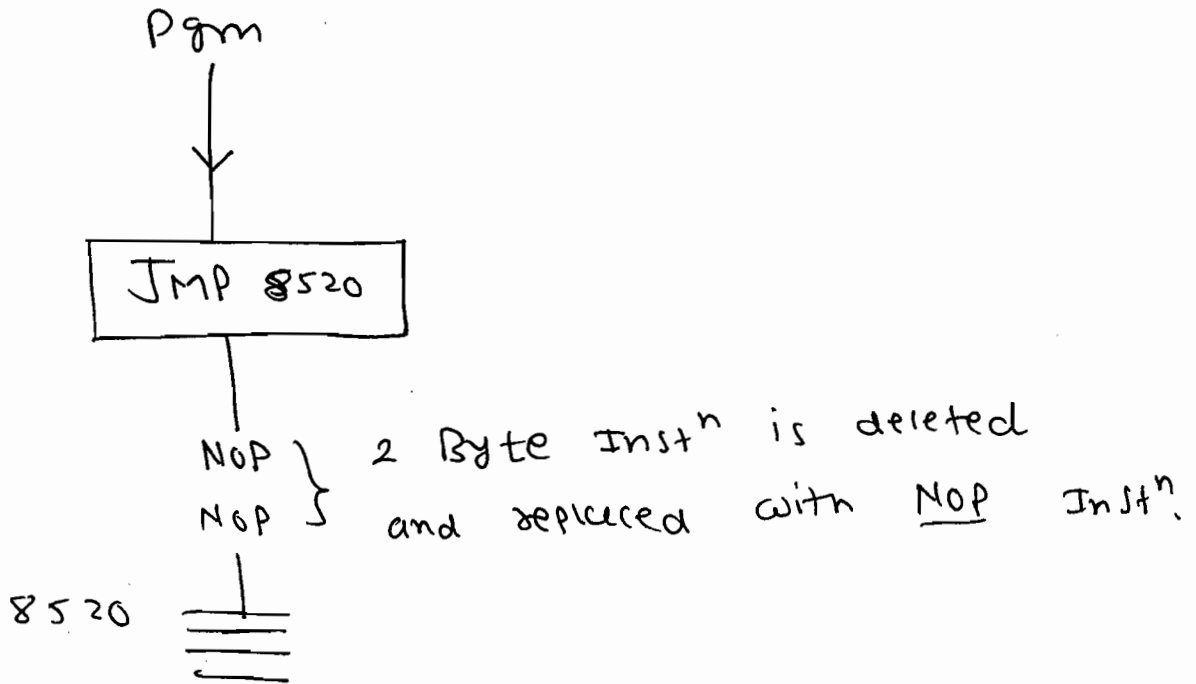 Pgm
JMP 8520
NOP
NOP
2 Byte Instⁿ is deleted
and replaced with NOP Instⁿ.
8520